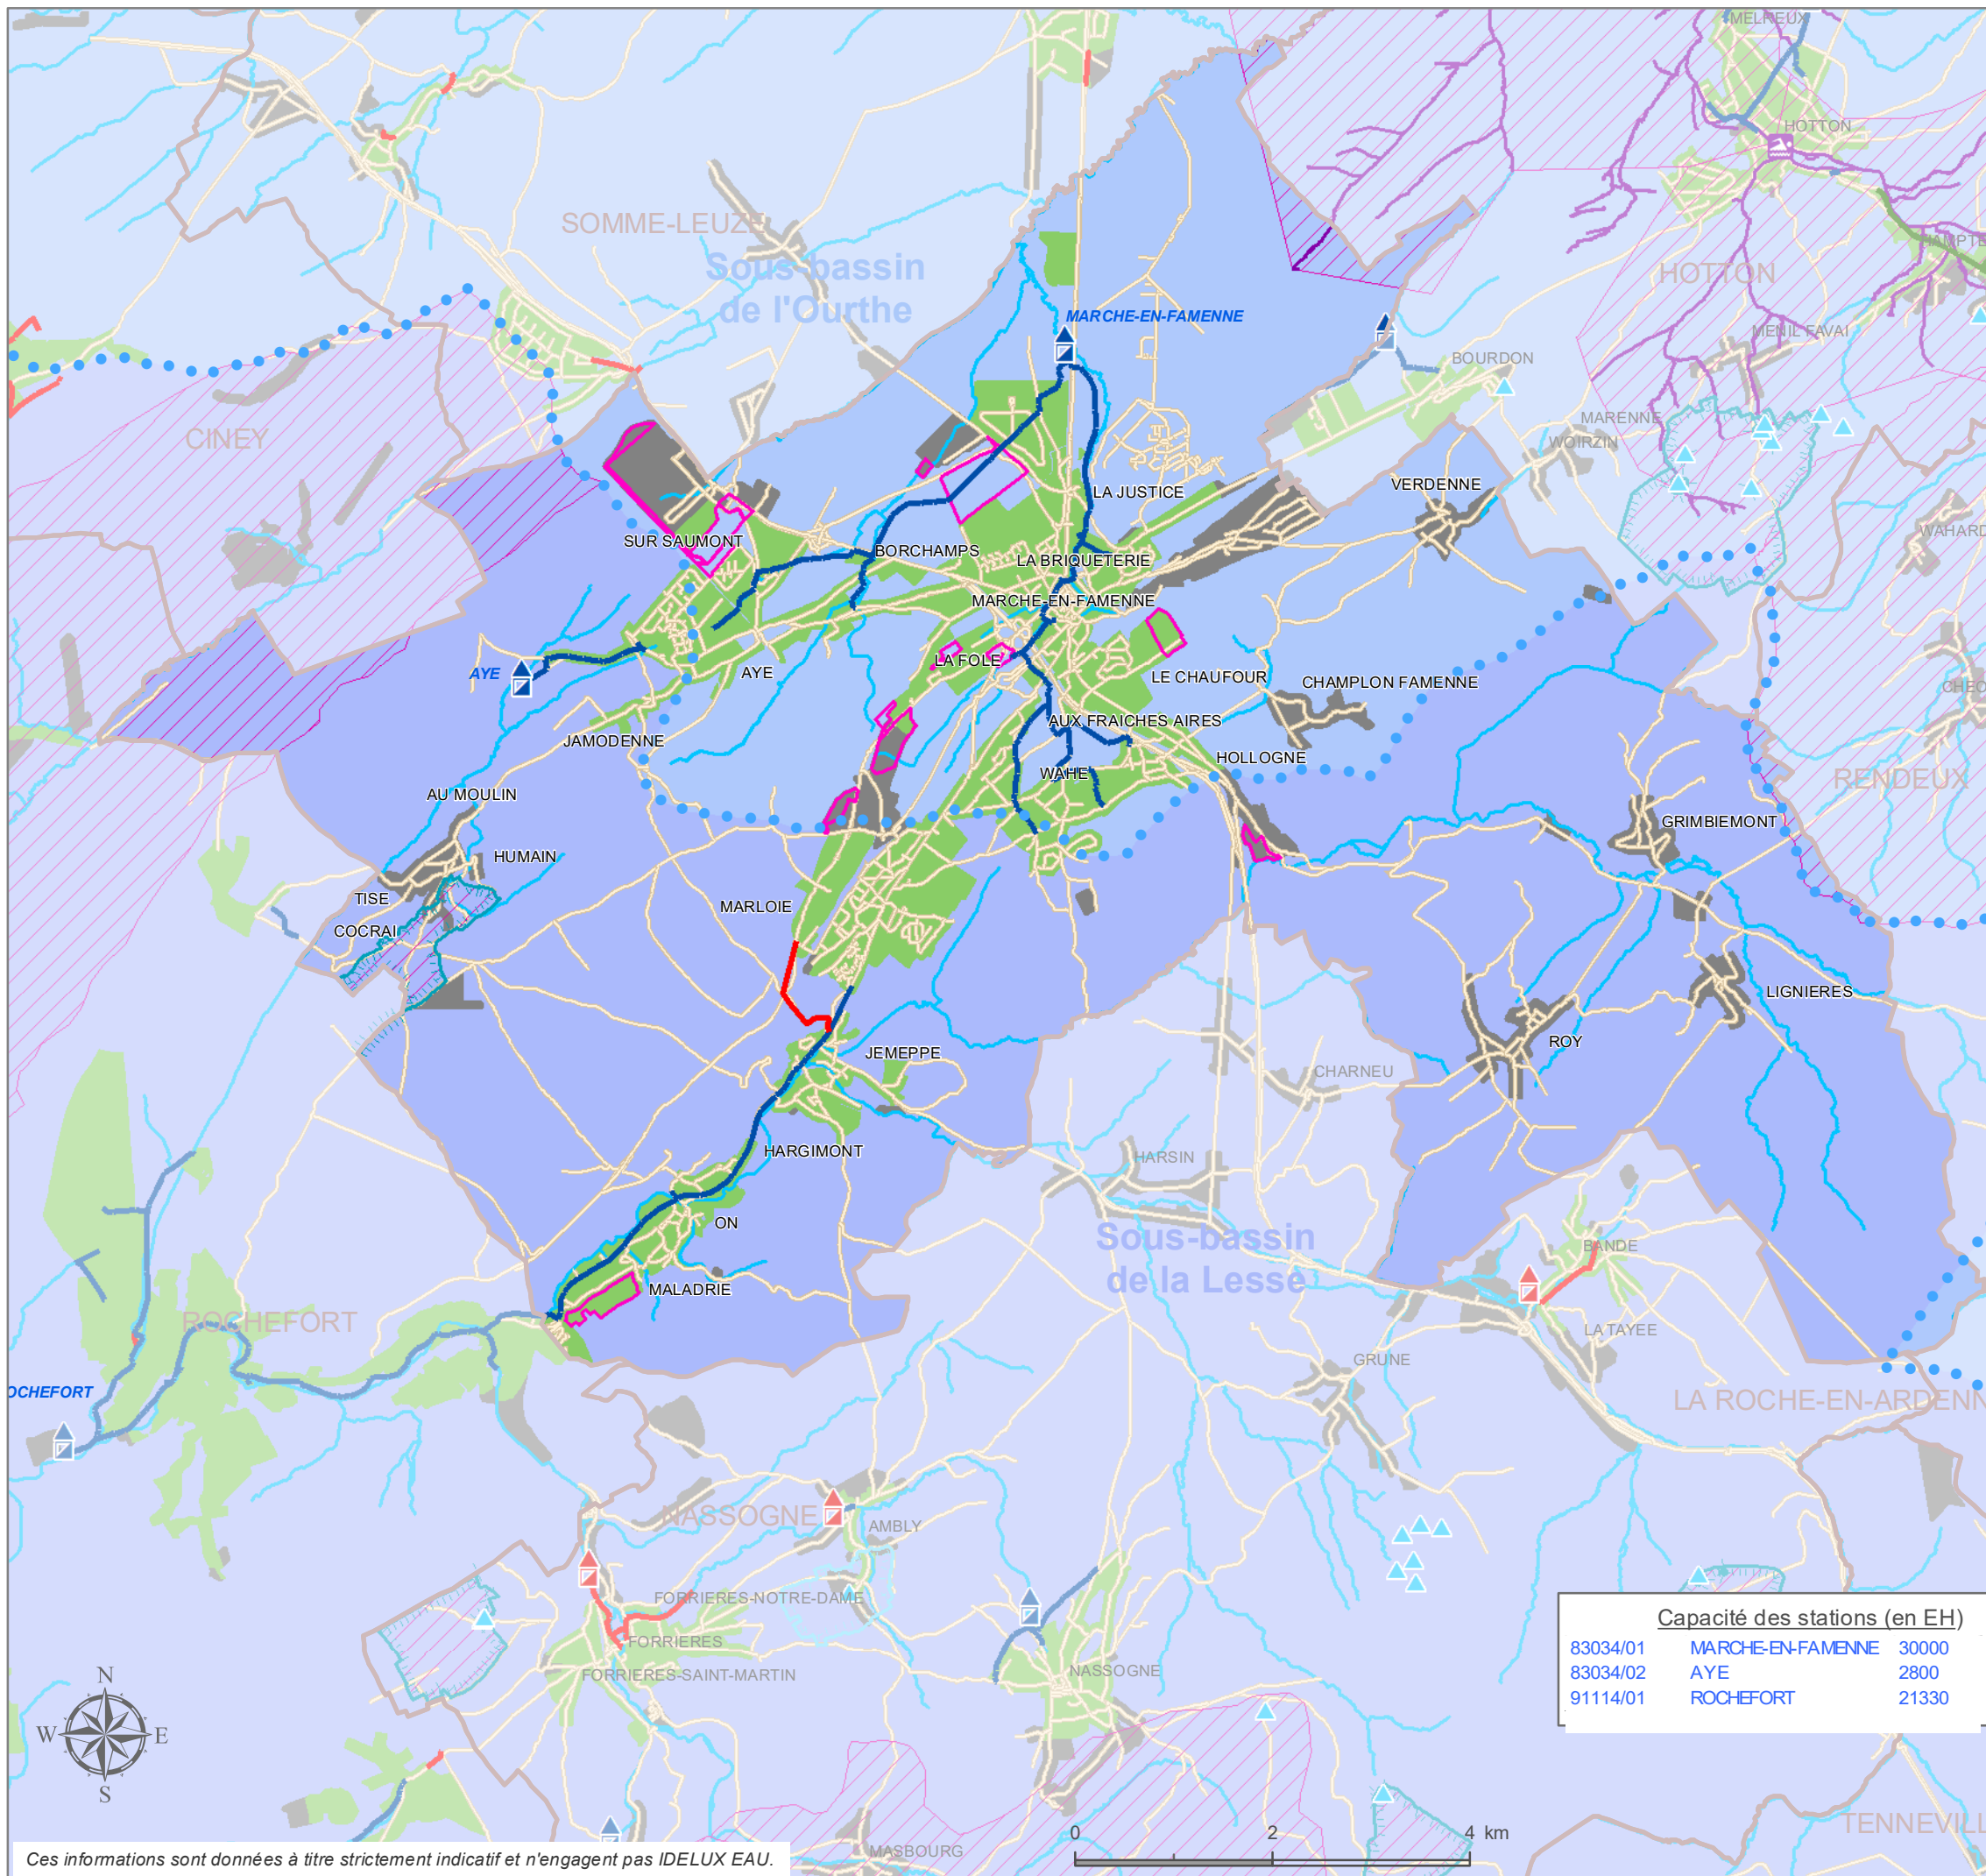 MELREUX
HOTTON
SOMME-LEUZE
Sous-bassin
de l'Ourthe
HOTTON
MARCHE-EN-FAMENNE
MENIL FAVAI
BOURDON
MARENNE
WOIRZIN
CINEY
LA JUSTICE
VERDENNE
SUR SAUMONT
BORCHAMPS
LA BRIQUETERIE
MARCHE-EN-FAMENNE
LA FOLE
AYE
AYE
LE CHAUFOUR
CHAMPLON FAMENNE
AUX FRAICHES AIRES
JAMODENNE
HOLLOGNE
WAHE
RENDEUX
AU MOULIN
GRIMBIEMONT
HUMAIN
TISE
MARLOIE
COCRAI
LIGNIERES
ROY
JEMEPPE
CHARNEU
HARGIMONT
HARSIN
ON
Sous-bassin
de la Lesse
BANDE
MALADRIE
ROCHEFORT
LA TAYEE
GRUNE
OCHEFORT
LA ROCHE-EN-ARDENN
NASSOGNE
AMBLY
FORRIERES-NOTRE-DAME
FORRIERES
FORRIERES-SAINT-MARTIN
NASSOGNE
Capacité des stations (en EH)
83034/01 MARCHE-EN-FAMENNE 30000
83034/02 AYE 2800
91114/01 ROCHEFORT 21330
N
W E
S
TENNEVILL
0 2 4 km
MASBOURG
Ces informations sont données à titre strictement indicatif et n'engagent pas IDELUX EAU.